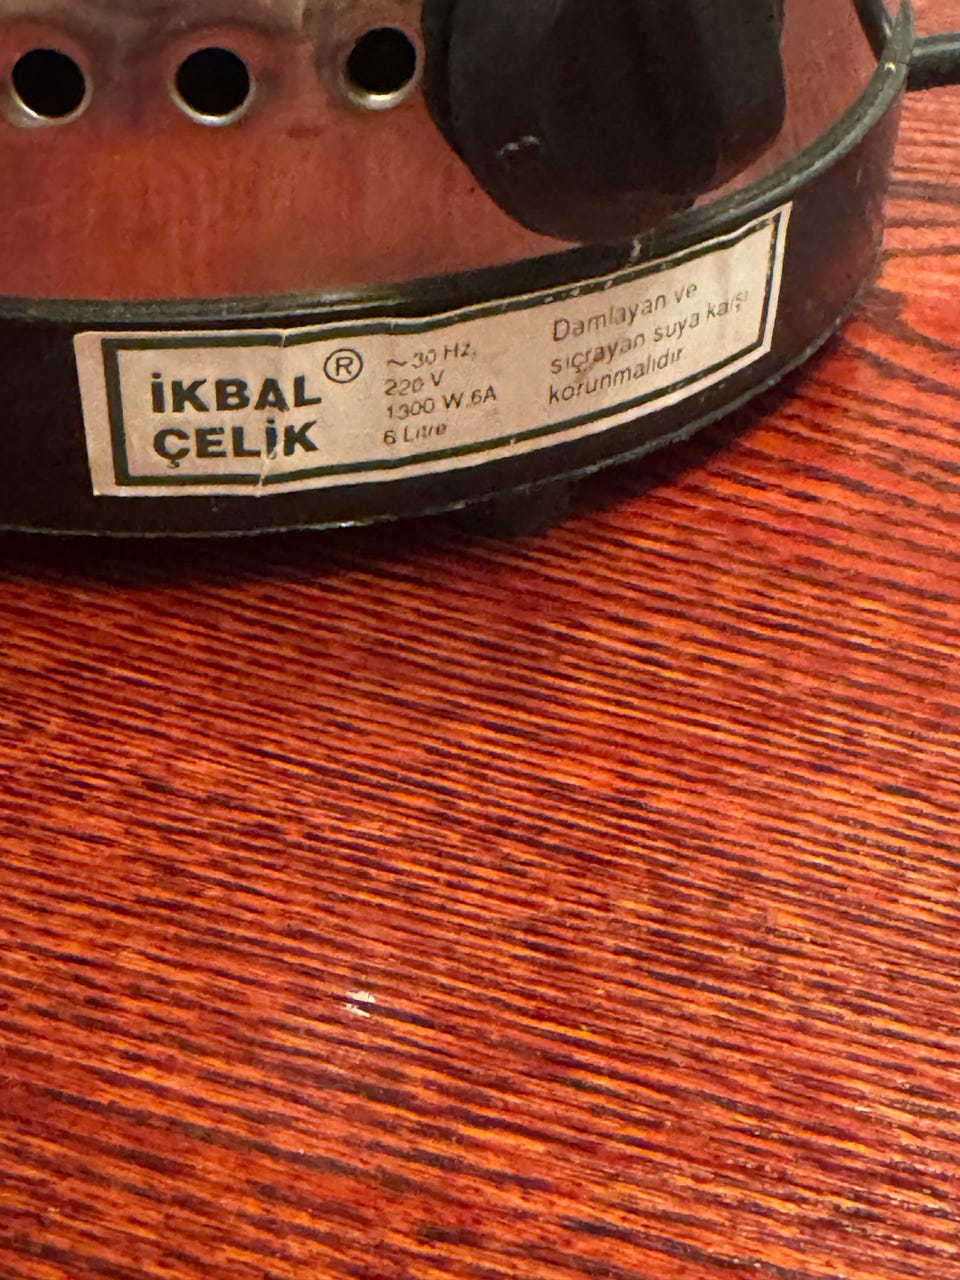 İKBAL ®
ÇELİK
~30 Hz,
220 V
1300 W,6A
6 Litre
Damlayan ve
sıçrayan suya karşı
korunmalıdır.